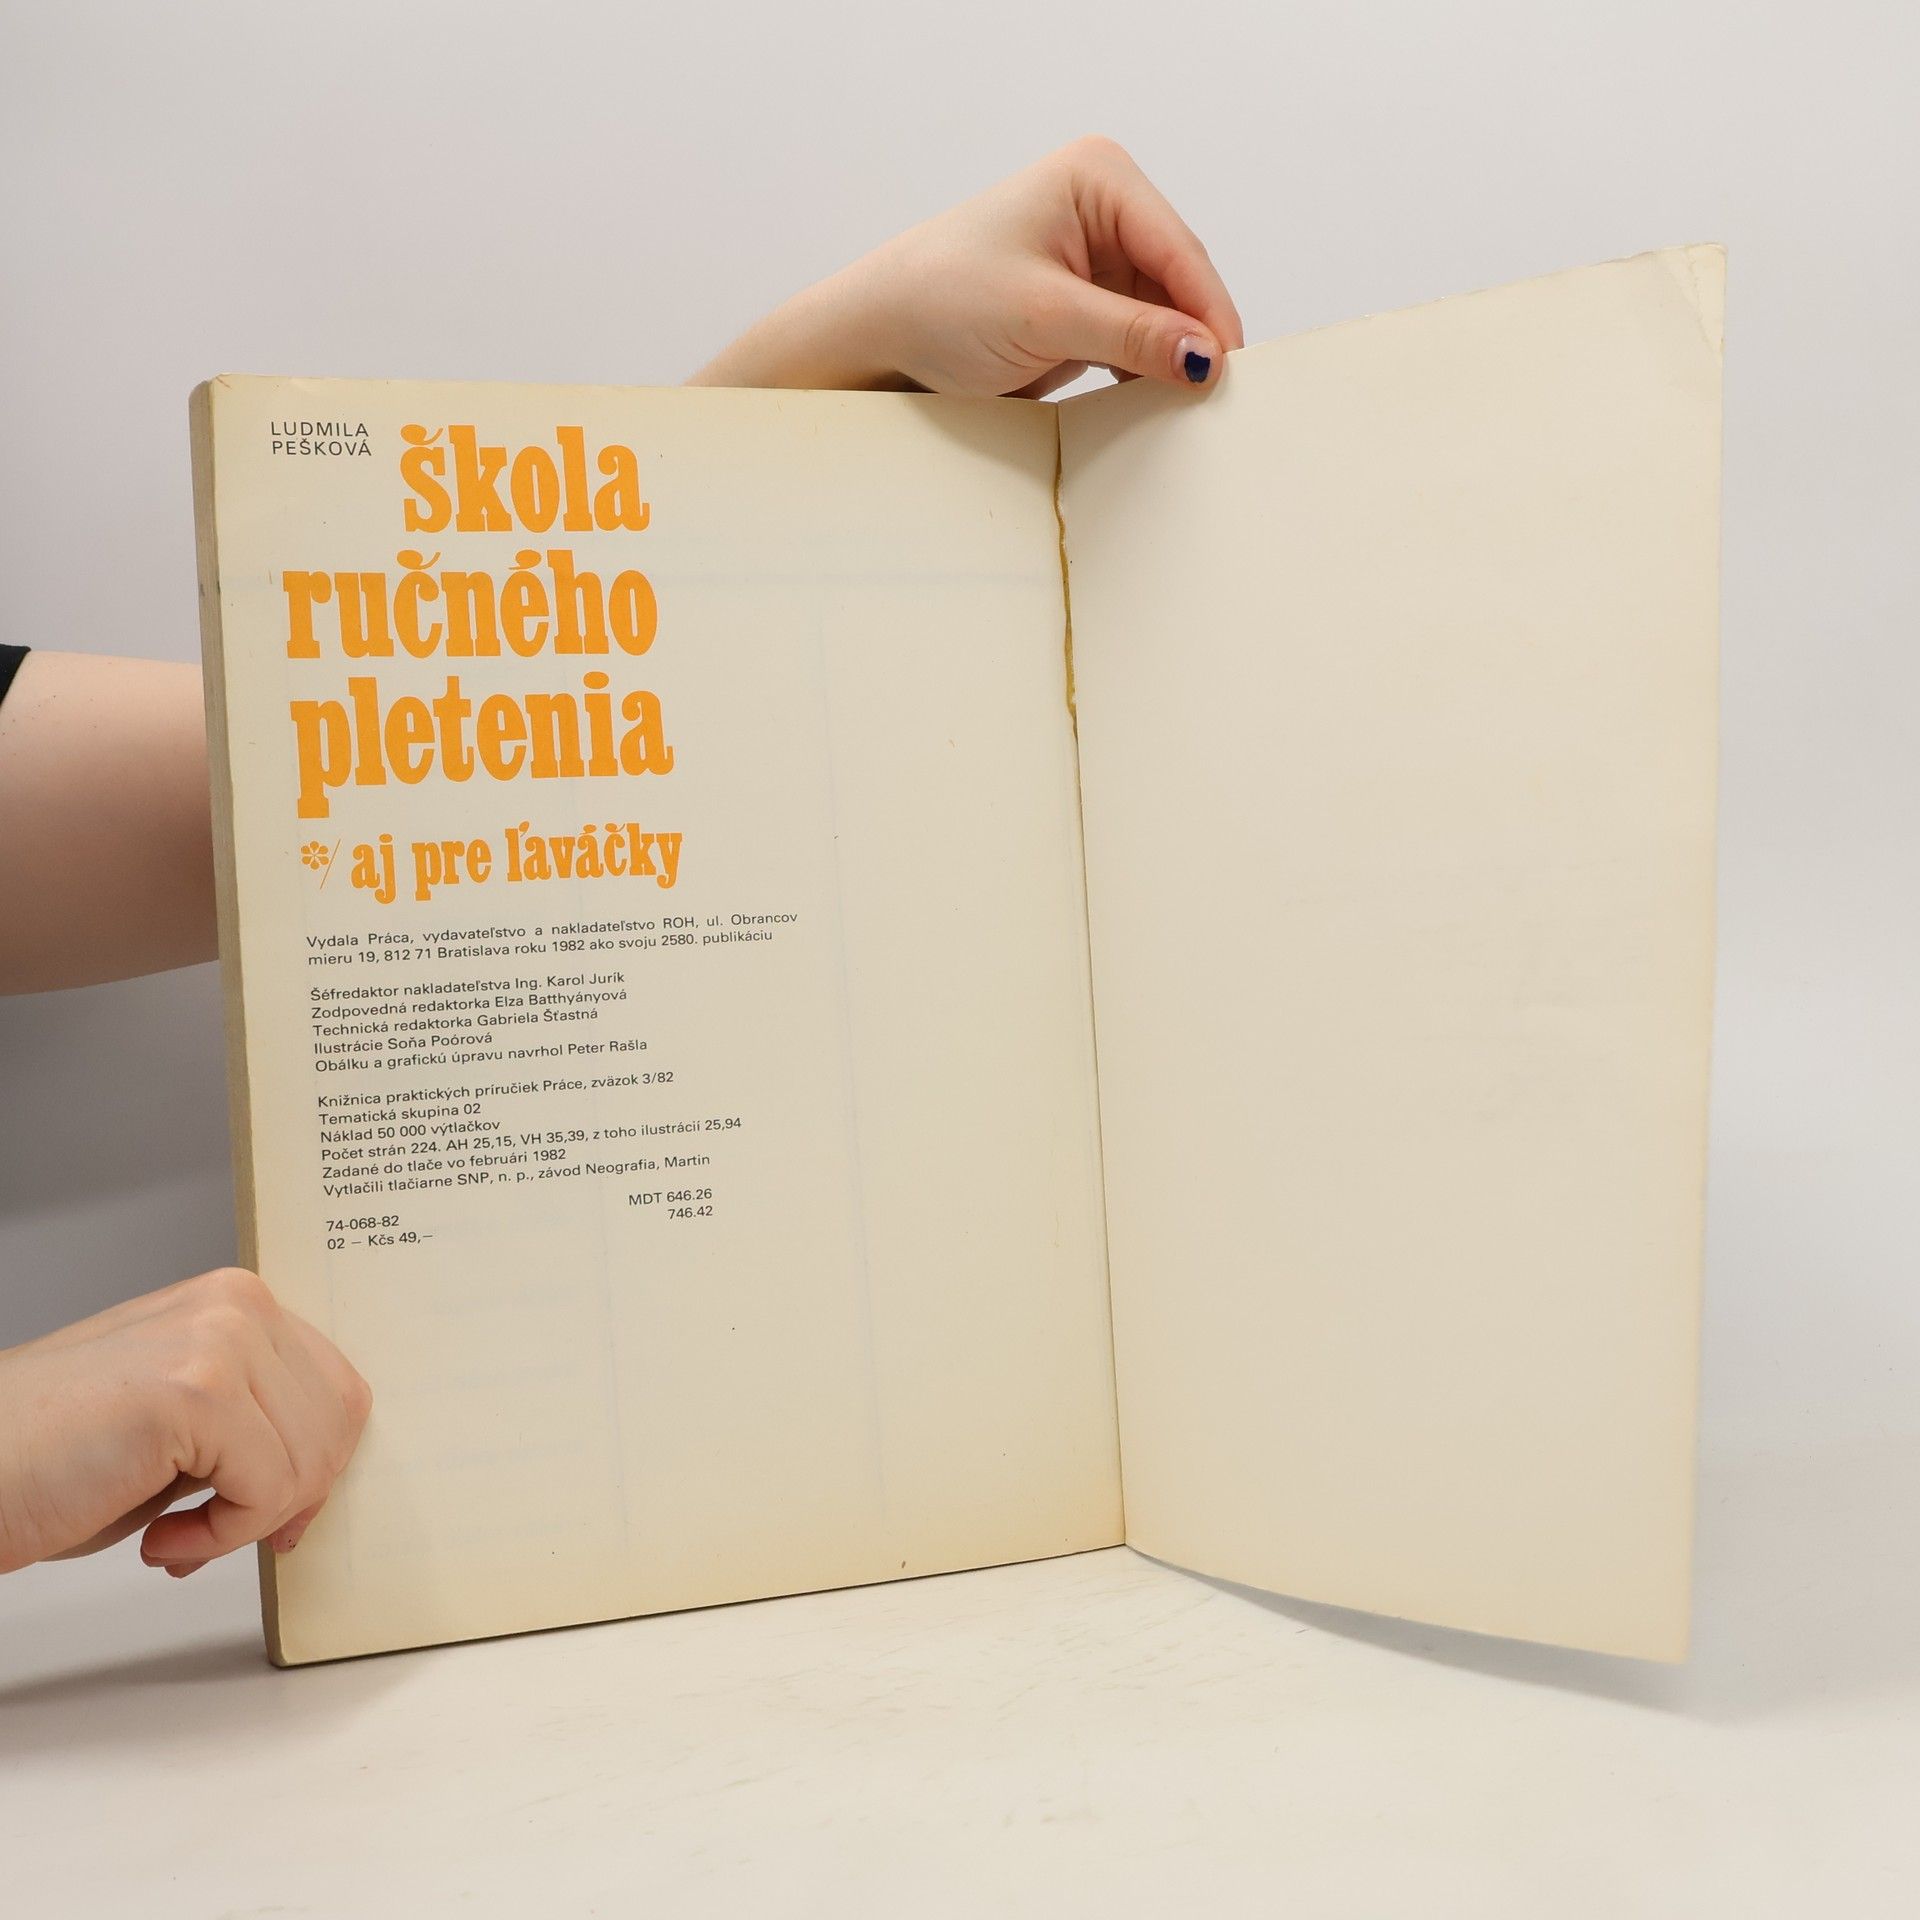 LUDMILA
PEŠKOVÁ
škola
ručného
pletenia
*/ aj pre ľaváčky
Vydala Práca, vydavateľstvo a nakladateľstvo ROH, ul. Obrancov
mieru 19, 812 71 Bratislava roku 1982 ako svoju 2580. publikáciu
Šéfredaktor nakladateľstva Ing. Karol Jurík
Zodpovedná redaktorka Elza Batthyányová
Technická redaktorka Gabriela Šťastná
Ilustrácie Soňa Poórová
Obálku a grafickú úpravu navrhol Peter Rašla
Knižnica praktických príručiek Práce, zväzok 3/82
Tematická skupina 02
Náklad 50 000 výtlačkov
Počet strán 224. AH 25,15, VH 35,39, z toho ilustrácií 25,94
Zadané do tlače vo februári 1982
Vytlačili tlačiarne SNP, n. p., závod Neografia, Martin
MDT 646.26
746.42
74-068-82
02 — Kčs 49,—